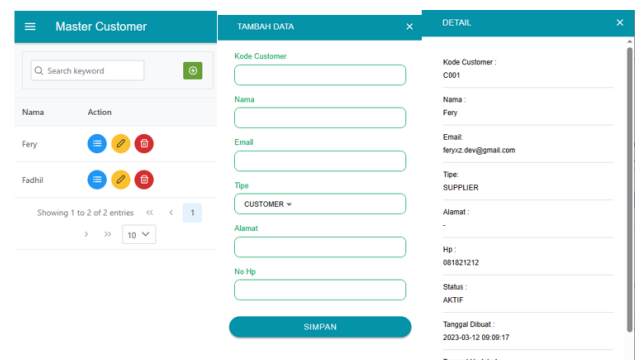 Master Customer
Search keyword
Nama Action
Fery
Fadhil
Showing 1 to 2 of 2 entries « ‹ 1
› » 10
TAMBAH DATA ×
Kode Customer
Nama
Email
Tipe
CUSTOMER
Alamat
No Hp
SIMPAN
DETAIL ×
Kode Customer :
C001
Nama :
Fery
Email:
feryxz.dev@gmail.com
Tipe:
SUPPLIER
Alamat :
-
Hp :
081821212
Status :
AKTIF
Tanggal Dibuat :
2023-03-12 09:09:17